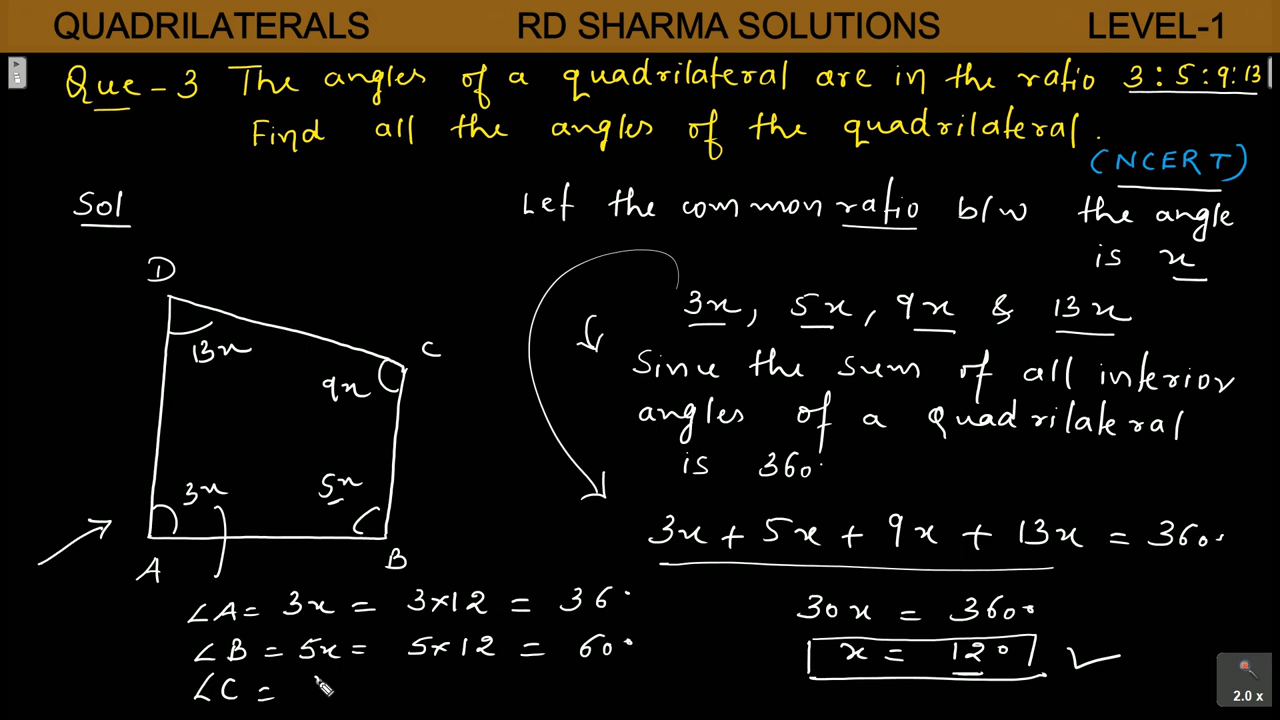 QUADRILATERALS RD SHARMA SOLUTIONS LEVEL-1
Que-3 The angles of a quadrilateral are in the ratio 3:5:9:13
Find all the angles of the quadrilateral.
(NCERT)
Sol
Let the common ratio b/w the angle
is x
3x, 5x, 9x & 13x
Since the sum of all interior
angles of a Quadrilateral
is 360°
3x + 5x + 9x + 13x = 360°
30x = 360°
x = 12°
D
13x
C
9x
3x
5x
A
B
∠A = 3x = 3×12 = 36°
∠B = 5x = 5×12 = 60°
∠C =
2.0 x